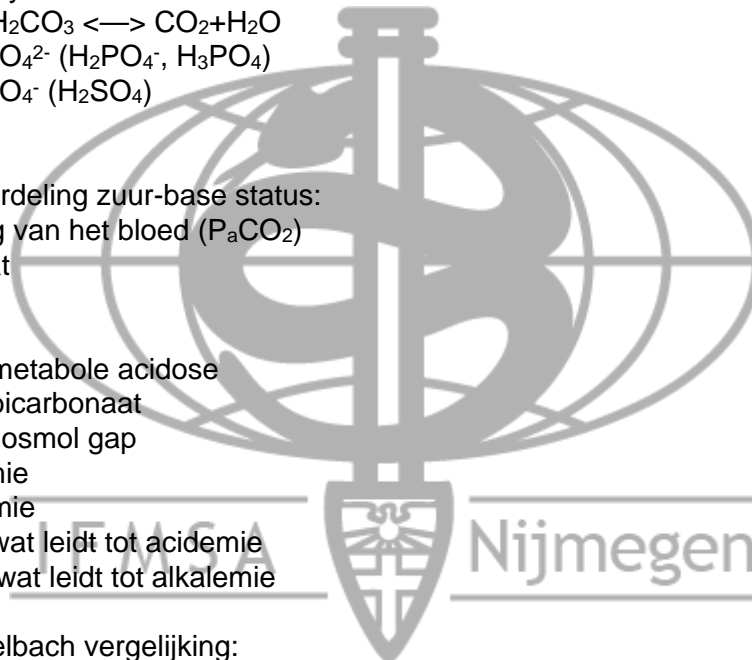 H₂CO₃ <—> CO₂+H₂O
O₄²⁻ (H₂PO₄⁻, H₃PO₄)
O₄⁻ (H₂SO₄)
rdeling zuur-base status:
g van het bloed (PₐCO₂)
at
metabole acidose
bicarbonaat
osmol gap
nie
mie
wat leidt tot acidemie
wat leidt tot alkalemie
IFMSA Nijmegen
elbach vergelijking: